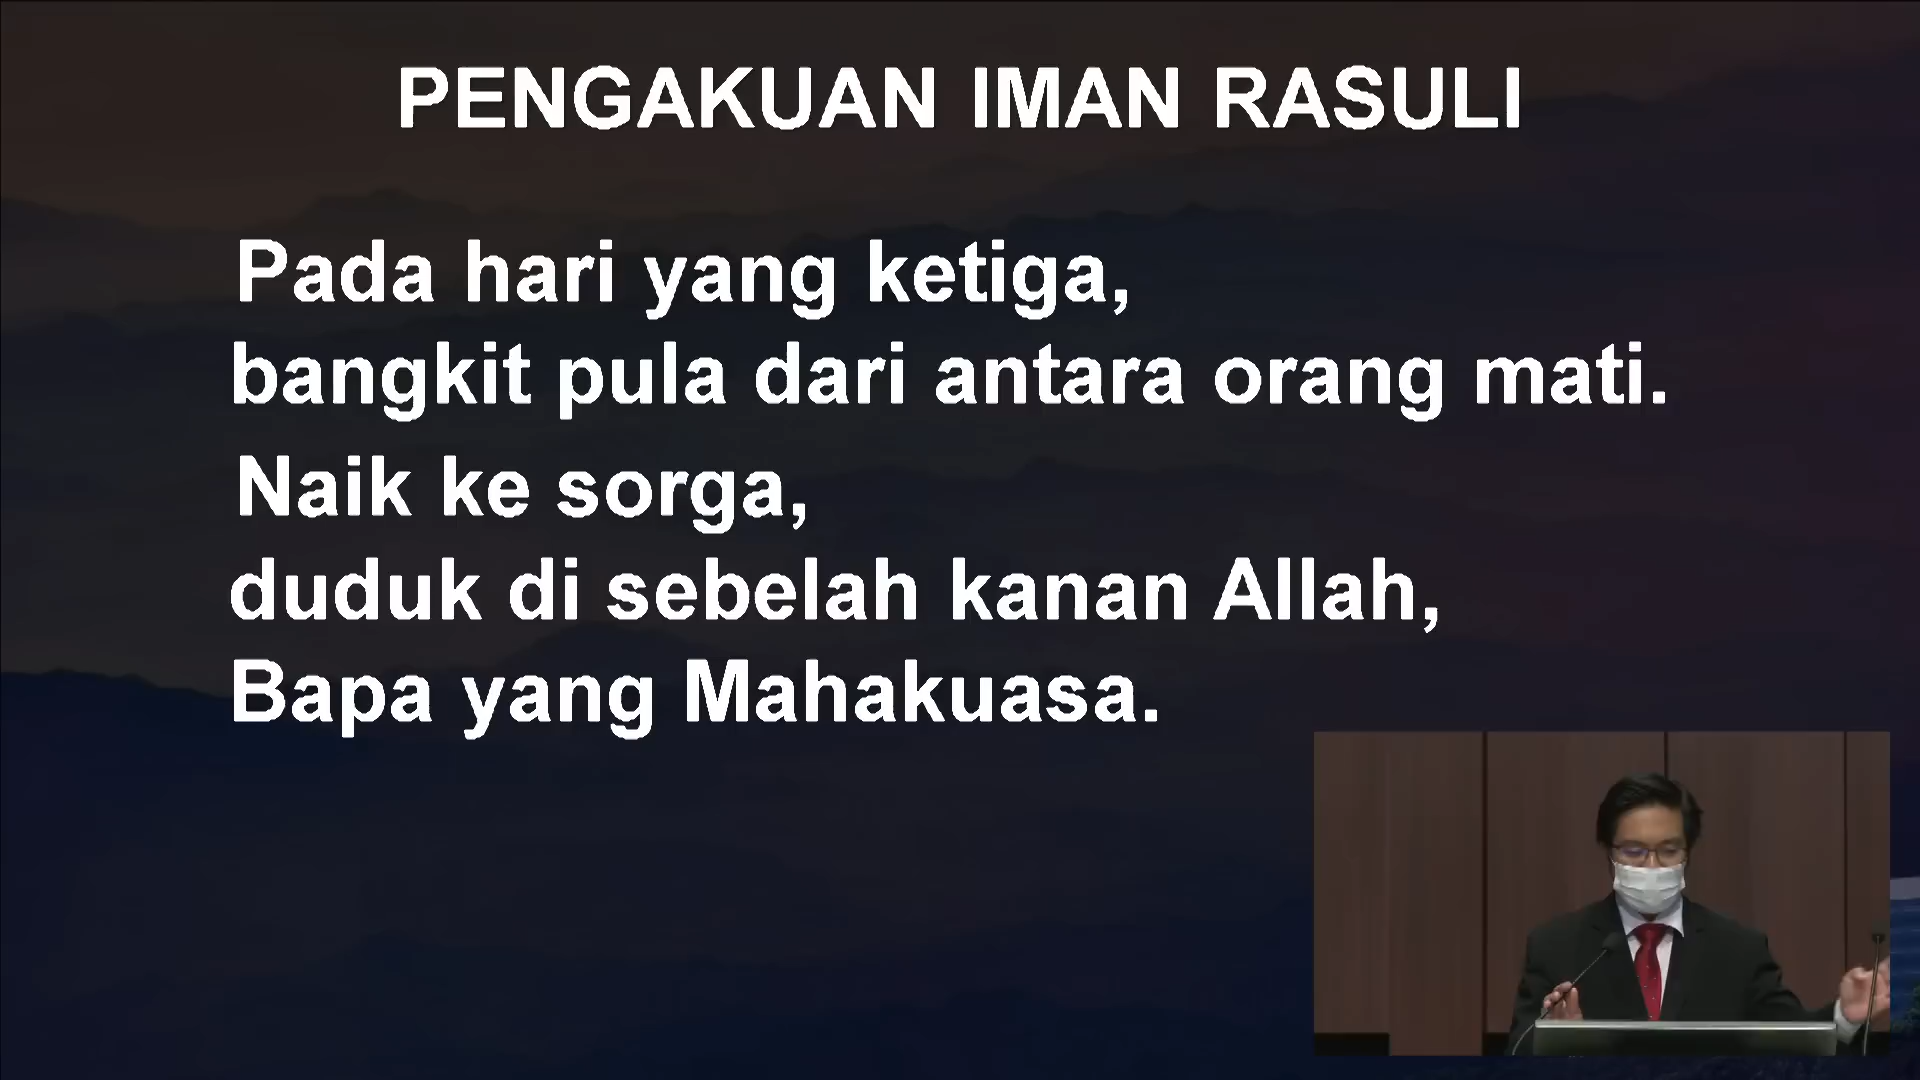 PENGAKUAN IMAN RASULI
Pada hari yang ketiga,
bangkit pula dari antara orang mati.
Naik ke sorga,
duduk di sebelah kanan Allah,
Bapa yang Mahakuasa.